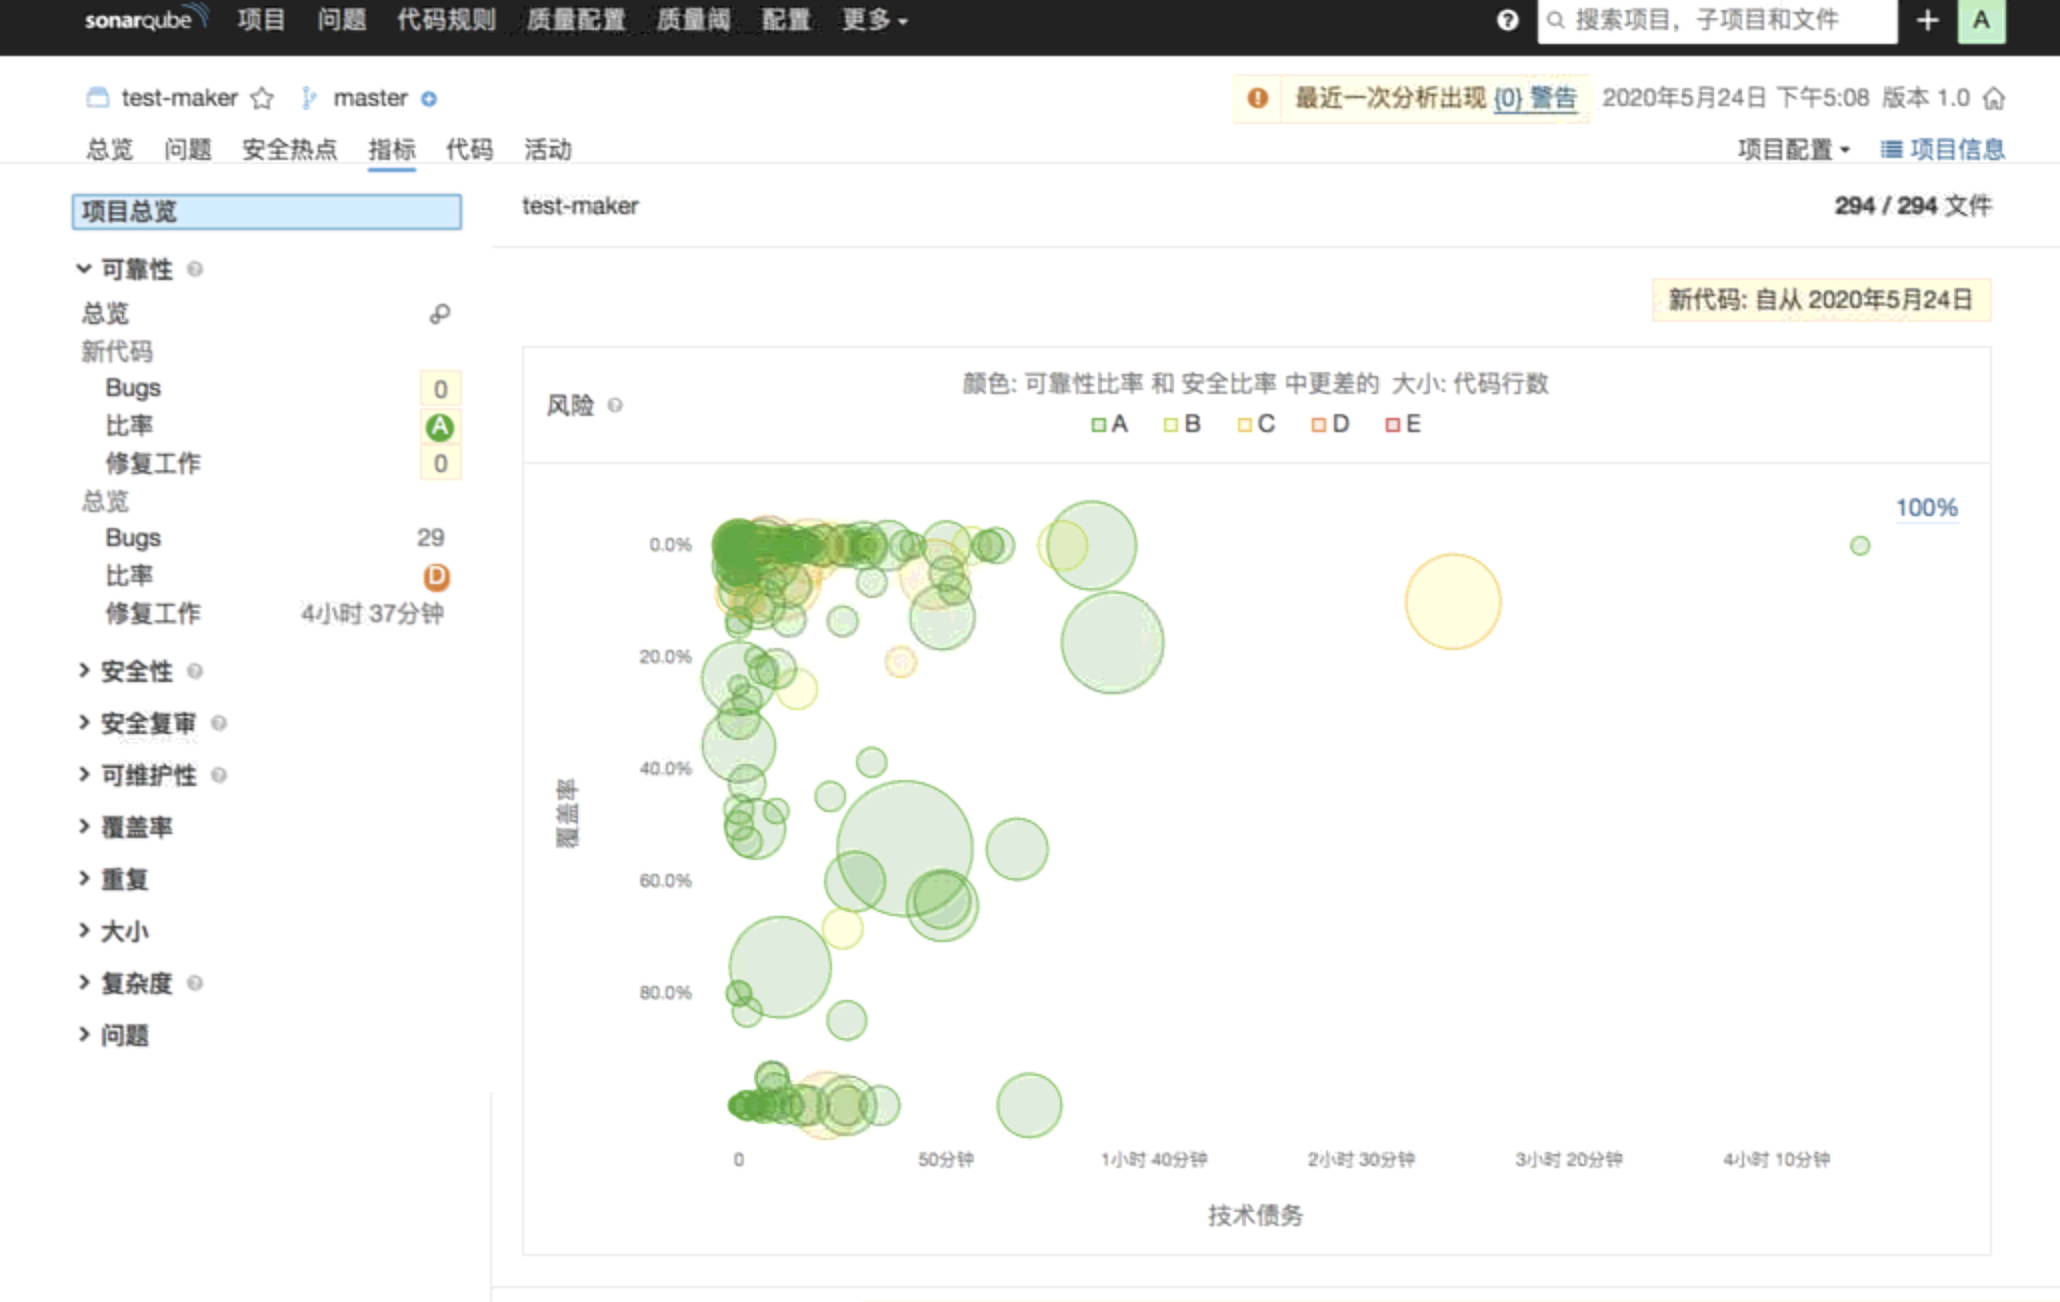 sonarqube 项目 问题 代码规则 质量配置 质量阈 配置 更多 搜索项目，子项目和文件 + A
test-maker master 最近一次分析出现 {0} 警告 2020年5月24日 下午5:08 版本 1.0
总览 问题 安全热点 指标 代码 活动 项目配置 项目信息
项目总览
可靠性
总览
新代码
Bugs 0
比率 A
修复工作 0
总览
Bugs 29
比率 D
修复工作 4小时 37分钟
安全性
安全复审
可维护性
覆盖率
重复
大小
复杂度
问题
test-maker 294 / 294 文件
新代码: 自从 2020年5月24日
风险
颜色: 可靠性比率 和 安全比率 中更差的 大小: 代码行数
A B C D E
100%
0.0%
20.0%
40.0%
60.0%
80.0%
覆盖率
0 50分钟 1小时 40分钟 2小时 30分钟 3小时 20分钟 4小时 10分钟
技术债务